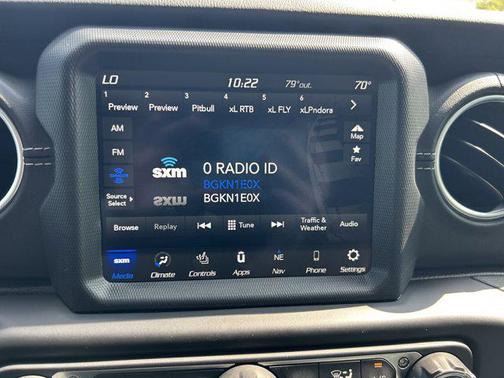 LO 10:22 79°out. 70°
1 2 3 4 5 6
Preview Preview Pitbull xL RTB xL FLY xLPndora
AM
Map
FM
Fav
sxm 0 RADIO ID
BGKN1E0X
BGKN1E0X
Source Select
Browse Replay Tune Traffic & Weather Audio
sxm NE
Media Climate Controls Apps Nav Phone Settings